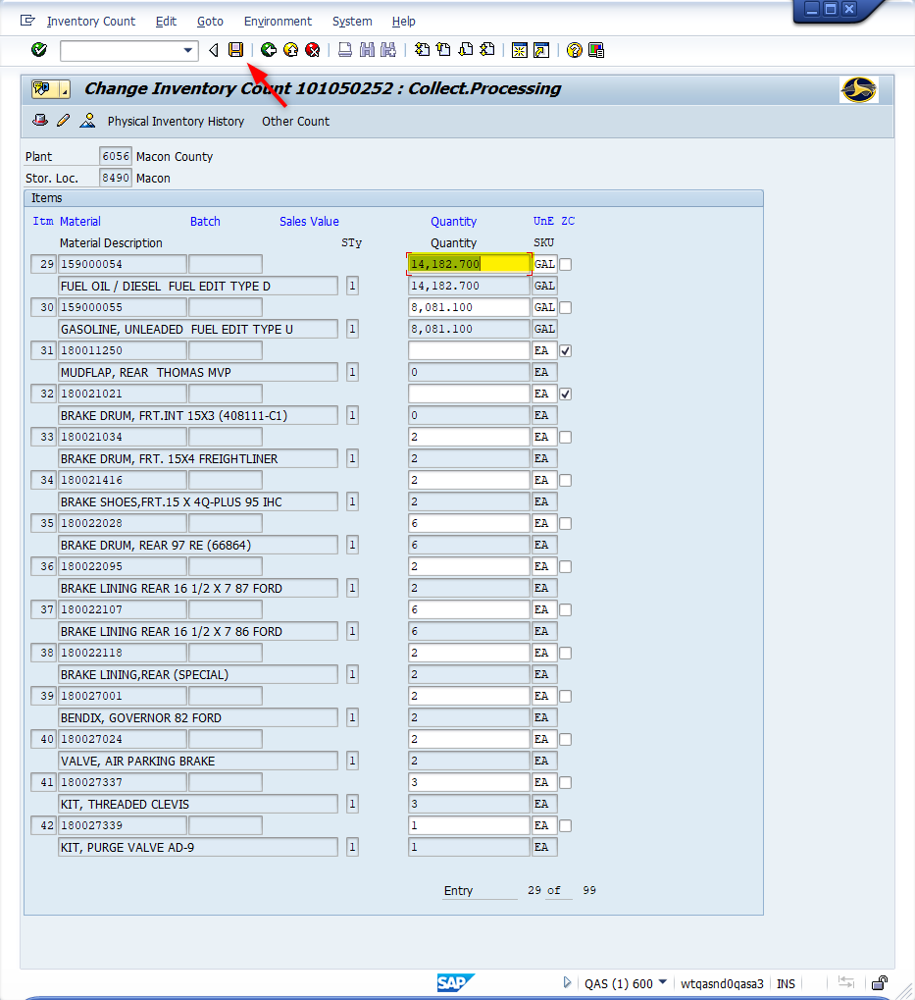 Inventory Count Edit Goto Environment System Help
Change Inventory Count 101050252 : Collect.Processing
Physical Inventory History Other Count
Plant 6056 Macon County
Stor. Loc. 8490 Macon
Items
Itm Material Batch Sales Value Quantity UnE ZC
Material Description STy Quantity SKU
29 159000054 14,182.700 GAL
FUEL OIL / DIESEL FUEL EDIT TYPE D 1 14,182.700 GAL
30 159000055 8,081.100 GAL
GASOLINE, UNLEADED FUEL EDIT TYPE U 1 8,081.100 GAL
31 180011250 EA
MUDFLAP, REAR THOMAS MVP 1 0 EA
32 180021021 EA
BRAKE DRUM, FRT.INT 15X3 (408111-C1) 1 0 EA
33 180021034 2 EA
BRAKE DRUM, FRT. 15X4 FREIGHTLINER 1 2 EA
34 180021416 2 EA
BRAKE SHOES,FRT.15 X 4Q-PLUS 95 IHC 1 2 EA
35 180022028 6 EA
BRAKE DRUM, REAR 97 RE (66864) 1 6 EA
36 180022095 2 EA
BRAKE LINING REAR 16 1/2 X 7 87 FORD 1 2 EA
37 180022107 6 EA
BRAKE LINING REAR 16 1/2 X 7 86 FORD 1 6 EA
38 180022118 2 EA
BRAKE LINING,REAR (SPECIAL) 1 2 EA
39 180027001 2 EA
BENDIX, GOVERNOR 82 FORD 1 2 EA
40 180027024 2 EA
VALVE, AIR PARKING BRAKE 1 2 EA
41 180027337 3 EA
KIT, THREADED CLEVIS 1 3 EA
42 180027339 1 EA
KIT, PURGE VALVE AD-9 1 1 EA
Entry 29 of 99
SAP QAS (1) 600 wtqasnd0qasa3 INS